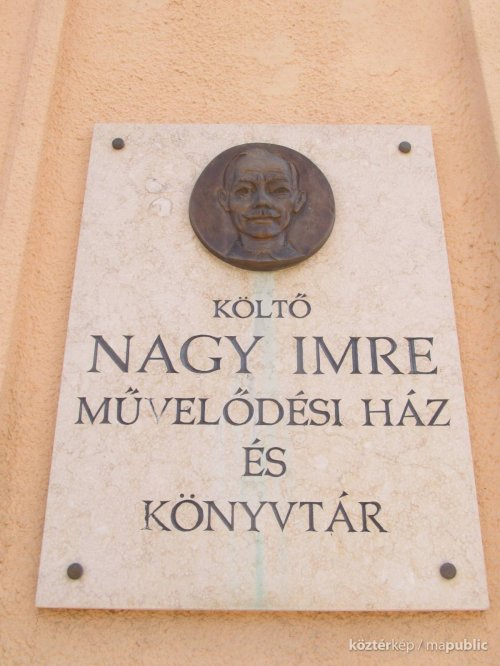 KÖLTŐ
NAGY IMRE
MŰVELŐDÉSI HÁZ
ÉS
KÖNYVTÁR
köztérkép / mapublic